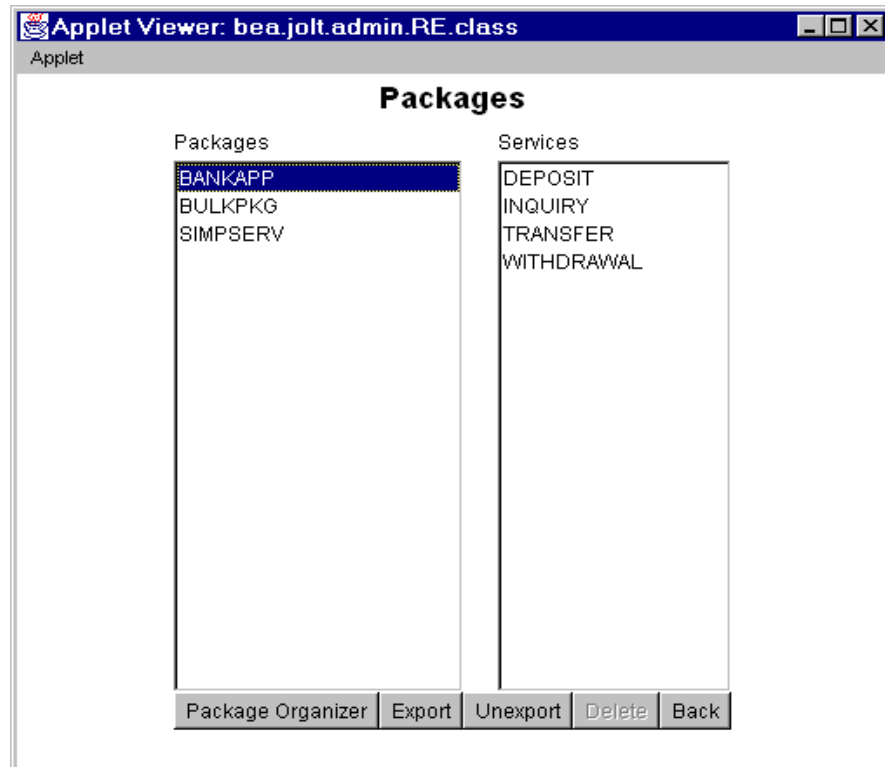 Applet Viewer: bea.jolt.admin.RE.class
Applet
Packages
Packages
BANKAPP
BULKPKG
SIMPSERV
Services
DEPOSIT
INQUIRY
TRANSFER
WITHDRAWAL
Package Organizer Export Unexport Delete Back